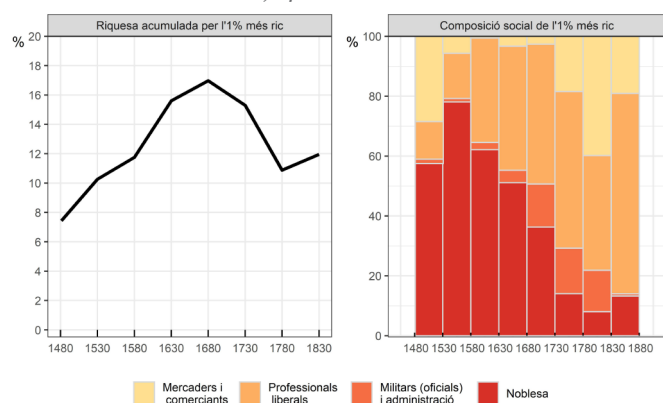 Riquesa acumulada per l'1% més ric
Composició social de l'1% més ric
%
20
18
16
14
12
10
8
6
4
2
0
1480 1530 1580 1630 1680 1730 1780 1830
%
100
80
60
40
20
0
1480 1530 1580 1630 1680 1730 1780 1830 1880
Mercaders i
comerciants
Professionals
liberals
Militars (oficials)
i administració
Noblesa